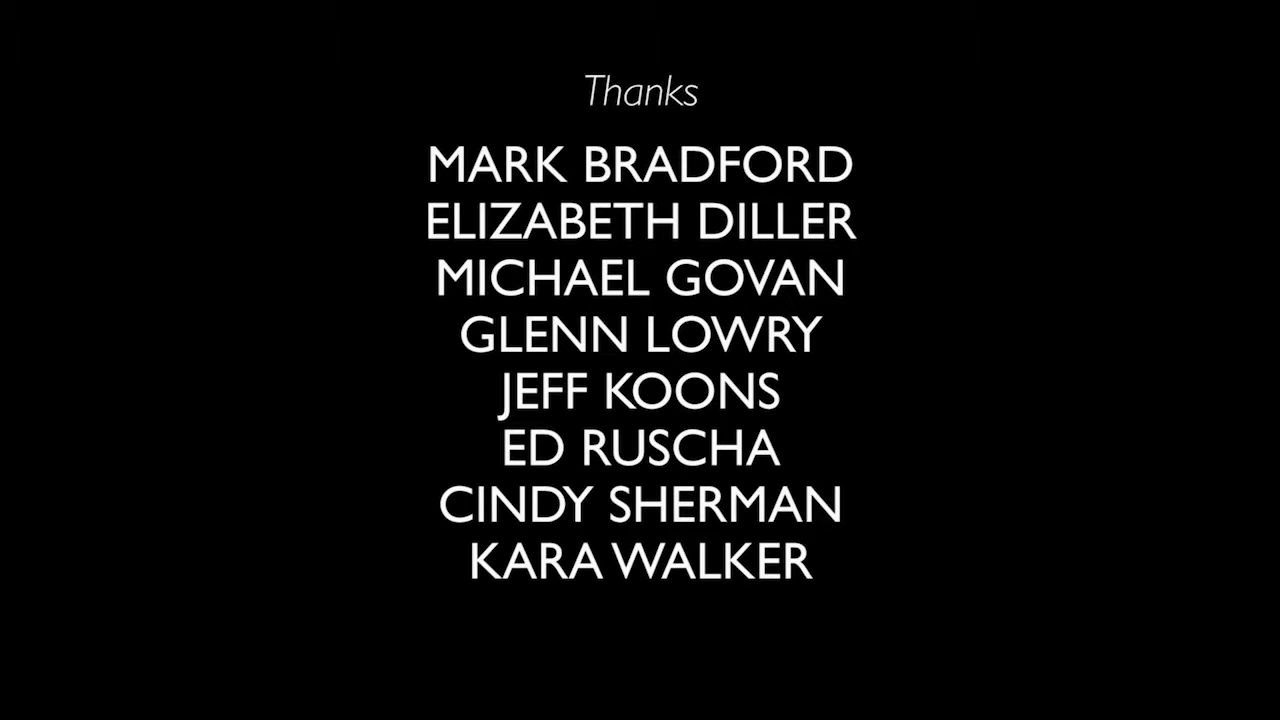 Thanks
MARK BRADFORD
ELIZABETH DILLER
MICHAEL GOVAN
GLENN LOWRY
JEFF KOONS
ED RUSCHA
CINDY SHERMAN
KARA WALKER